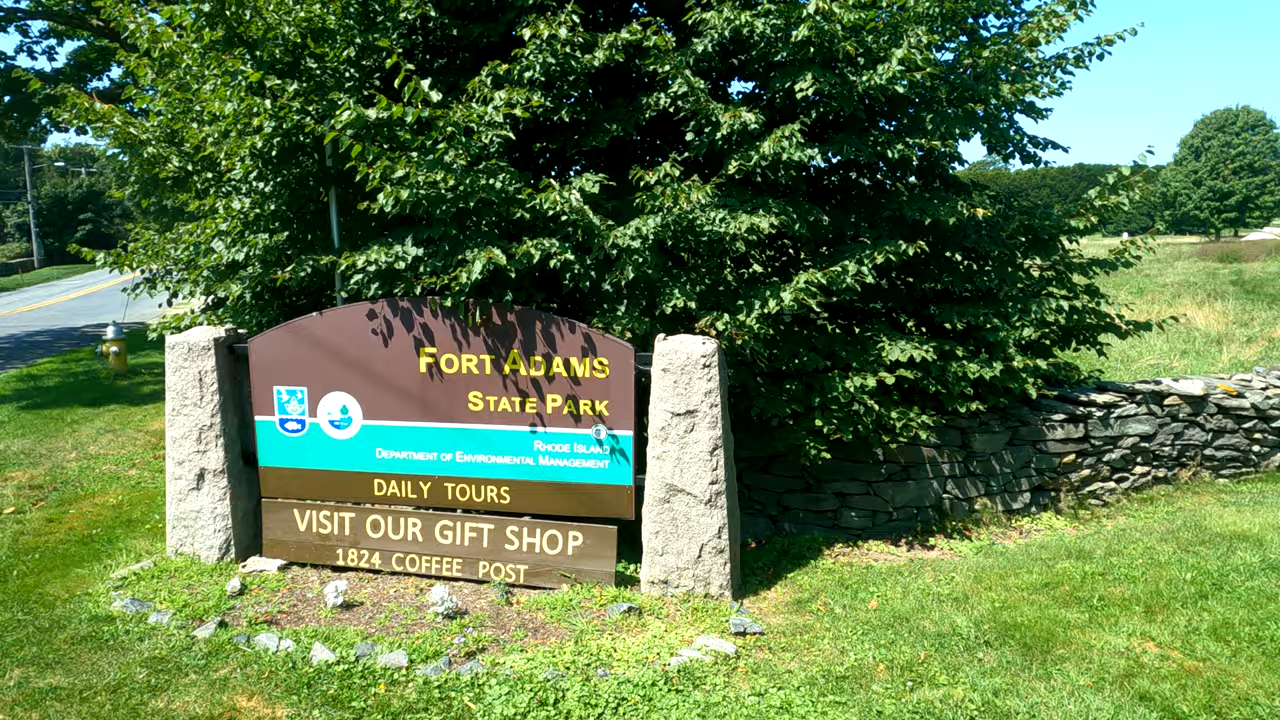 FORT ADAMS
STATE PARK
RHODE ISLAND
DEPARTMENT OF ENVIRONMENTAL MANAGEMENT
DAILY TOURS
VISIT OUR GIFT SHOP
1824 COFFEE POST